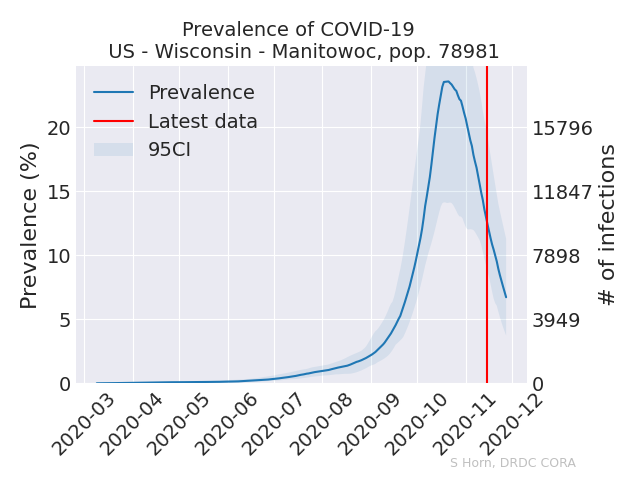 Prevalence of COVID-19
US - Wisconsin - Manitowoc, pop. 78981
Prevalence
Latest data
95CI
Prevalence (%)
20
15
10
5
0
15796
11847
7898
3949
0
# of infections
2020-03
2020-04
2020-05
2020-06
2020-07
2020-08
2020-09
2020-10
2020-11
2020-12
S Horn, DRDC CORA